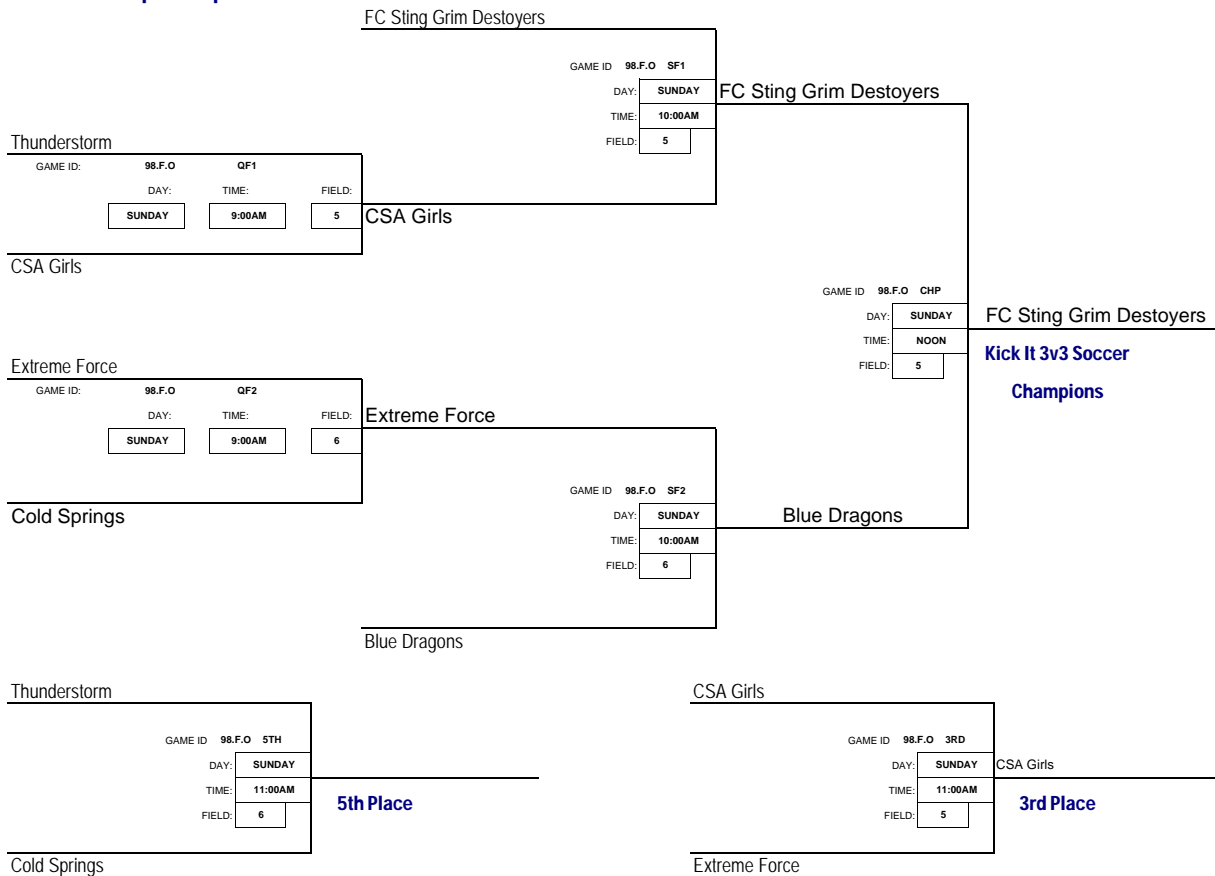 FC Sting Grim Destoyers
GAME ID 98.F.O SF1
DAY: SUNDAY
FC Sting Grim Destoyers
TIME: 10:00AM
FIELD: 5
Thunderstorm
GAME ID: 98.F.O QF1
DAY: TIME: FIELD:
SUNDAY 9:00AM 5
CSA Girls
CSA Girls
GAME ID 98.F.O CHP
DAY: SUNDAY
FC Sting Grim Destoyers
TIME: NOON
Kick It 3v3 Soccer
FIELD: 5
Champions
Extreme Force
GAME ID: 98.F.O QF2
DAY: TIME: FIELD:
Extreme Force
SUNDAY 9:00AM 6
Cold Springs
GAME ID 98.F.O SF2
DAY: SUNDAY
Blue Dragons
TIME: 10:00AM
FIELD: 6
Blue Dragons
Thunderstorm
GAME ID 98.F.O 5TH
DAY: SUNDAY
TIME: 11:00AM
5th Place
FIELD: 6
Cold Springs
CSA Girls
GAME ID 98.F.O 3RD
DAY: SUNDAY
CSA Girls
TIME: 11:00AM
3rd Place
FIELD: 5
Extreme Force